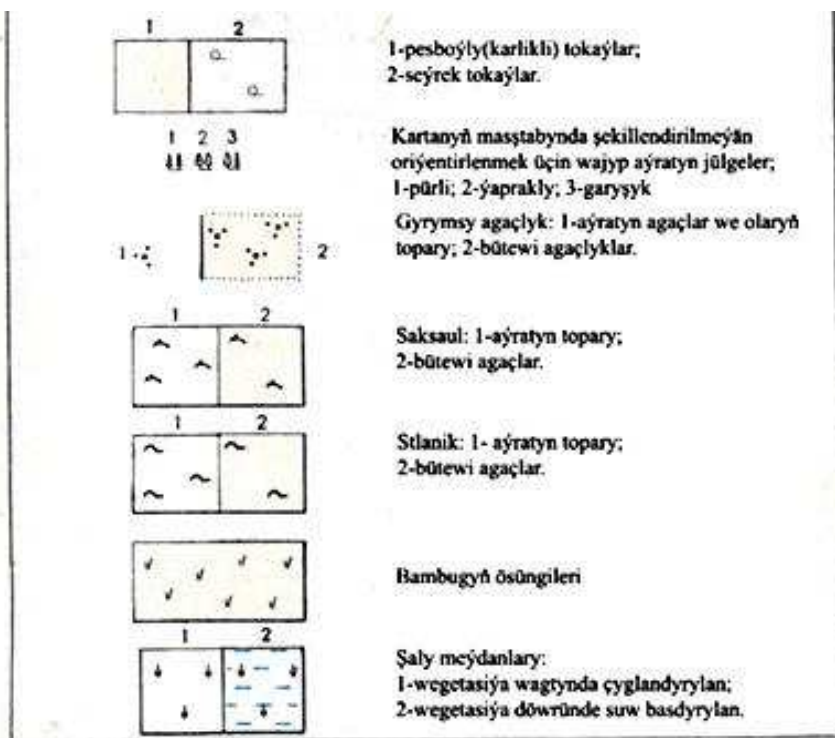 1 2
1-pesboýly(karlikli) tokaýlar;
2-seýrek tokaýlar.
1 2 3
Kartanyň masştabynda şekillendirilmeýän
oriýentirlenmek üçin wajyp aýratyn jülgeler;
1-pürli; 2-ýaprakly; 3-garyşyk
1
2
Gyrymsy agaçlyk: 1-aýratyn agaçlar we olaryň
topary; 2-bütewi agaçlyklar.
1 2
Saksaul: 1-aýratyn topary;
2-bütewi agaçlar.
1 2
Stlanik: 1- aýratyn topary;
2-bütewi agaçlar.
Bambugyň ösüngileri
1 2
Şaly meýdanlary:
1-wegetasiýa wagtynda çyglandyrylan;
2-wegetasiýa döwründe suw basdyrylan.